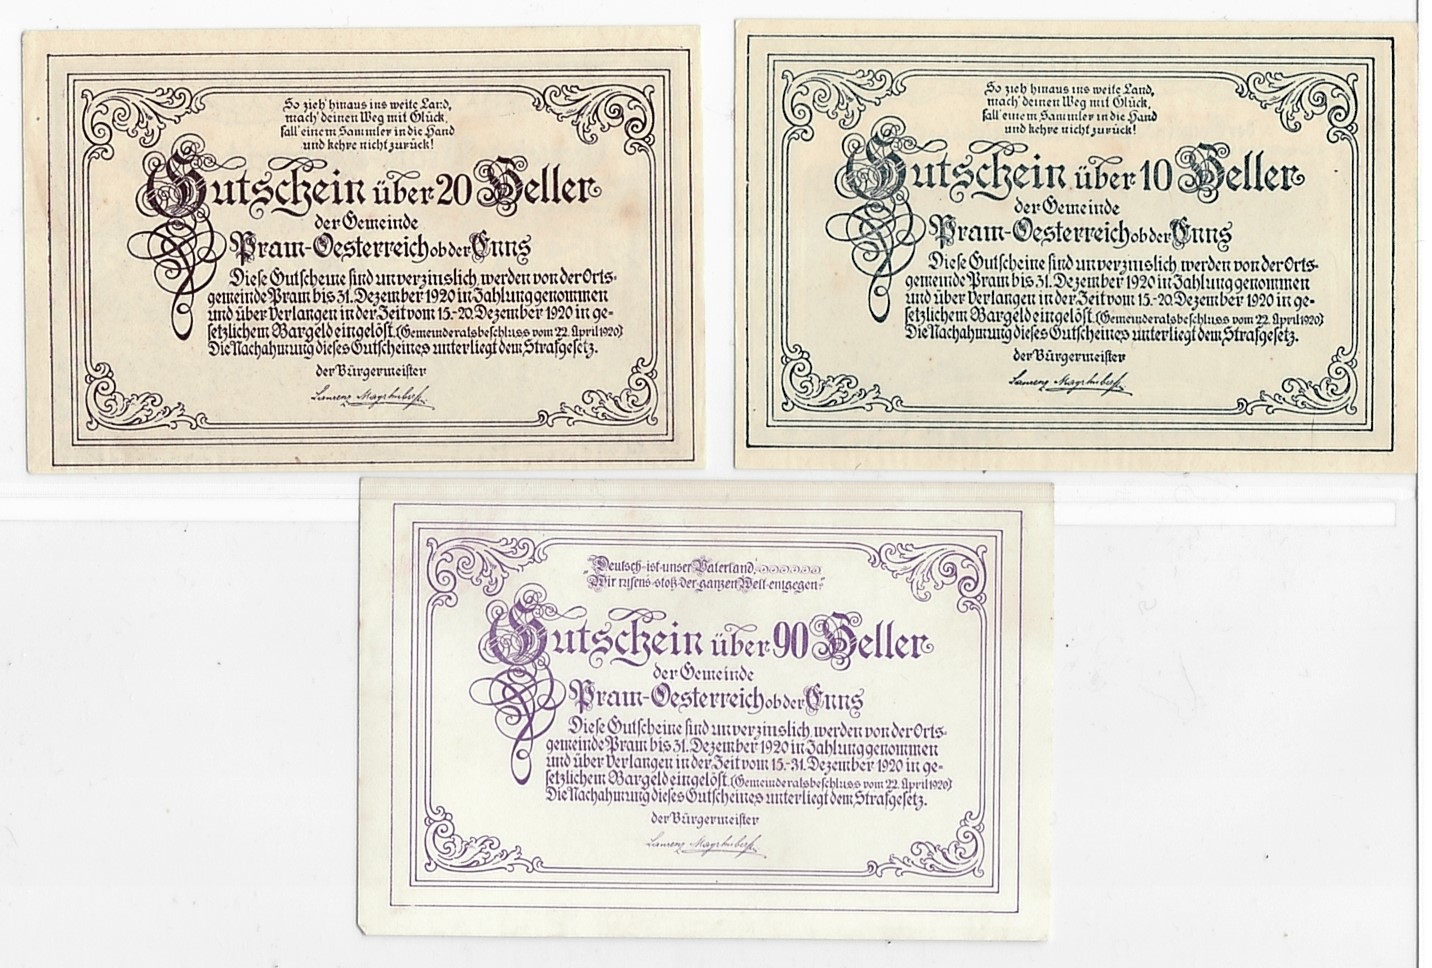 So zieh' hinaus ins weite Land,
mach' deinen Weg mit Glück,
fall' einem Sammler in die Hand
und kehre nicht zurück!
Gutschein über 20 Heller
der Gemeinde
Pram-Oesterreich ob der Enns
Diese Gutscheine sind unverzinslich, werden von der Orts-
gemeinde Pram bis 31. Dezember 1920 in Zahlung genommen
und über Verlangen in der Zeit vom 15.-20. Dezember 1920 in ge-
setzlichem Bargeld eingelöst. (Gemeinderatsbeschluss vom 22. April 1920)
Die Nachahmung dieses Gutscheines unterliegt dem Strafgesetz.
der Bürgermeister
So zieh' hinaus ins weite Land,
mach' deinen Weg mit Glück,
fall' einem Sammler in die Hand
und kehre nicht zurück!
Gutschein über 10 Heller
der Gemeinde
Pram-Oesterreich ob der Enns
Diese Gutscheine sind unverzinslich, werden von der Orts-
gemeinde Pram bis 31. Dezember 1920 in Zahlung genommen
und über Verlangen in der Zeit vom 15.-20. Dezember 1920 in ge-
setzlichem Bargeld eingelöst. (Gemeinderatsbeschluss vom 22. April 1920)
Die Nachahmung dieses Gutscheines unterliegt dem Strafgesetz.
der Bürgermeister
„Deutsch-ist-unser Vaterland,
„Wir rufens-stolz-der-ganzen Welt-entgegen“
Gutschein über 90 Heller
der Gemeinde
Pram-Oesterreich ob der Enns
Diese Gutscheine sind unverzinslich, werden von der Orts-
gemeinde Pram bis 31. Dezember 1920 in Zahlung genommen
und über Verlangen in der Zeit vom 15.-31. Dezember 1920 in ge-
setzlichem Bargeld eingelöst. (Gemeinderatsbeschluss vom 22. April 1920)
Die Nachahmung dieses Gutscheines unterliegt dem Strafgesetz.
der Bürgermeister